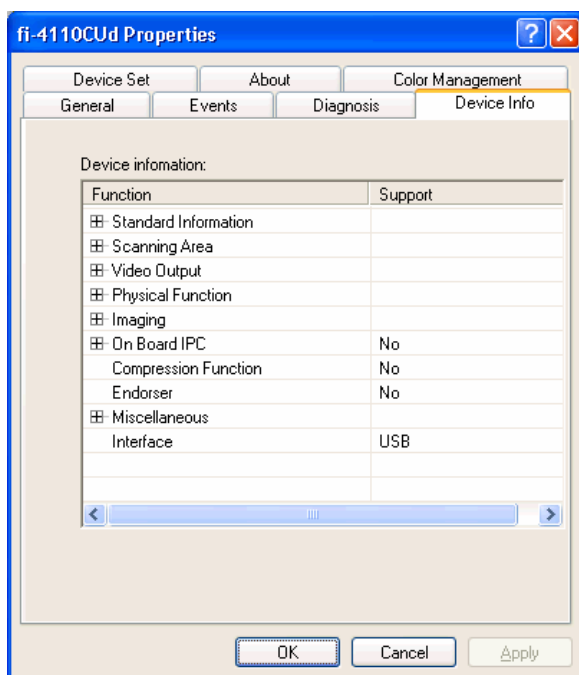 fi-4110CUd Properties
Device Set About Color Management
General Events Diagnosis Device Info
Device infomation:
Function Support
Standard Information
Scanning Area
Video Output
Physical Function
Imaging
On Board IPC No
Compression Function No
Endorser No
Miscellaneous
Interface USB
OK Cancel Apply